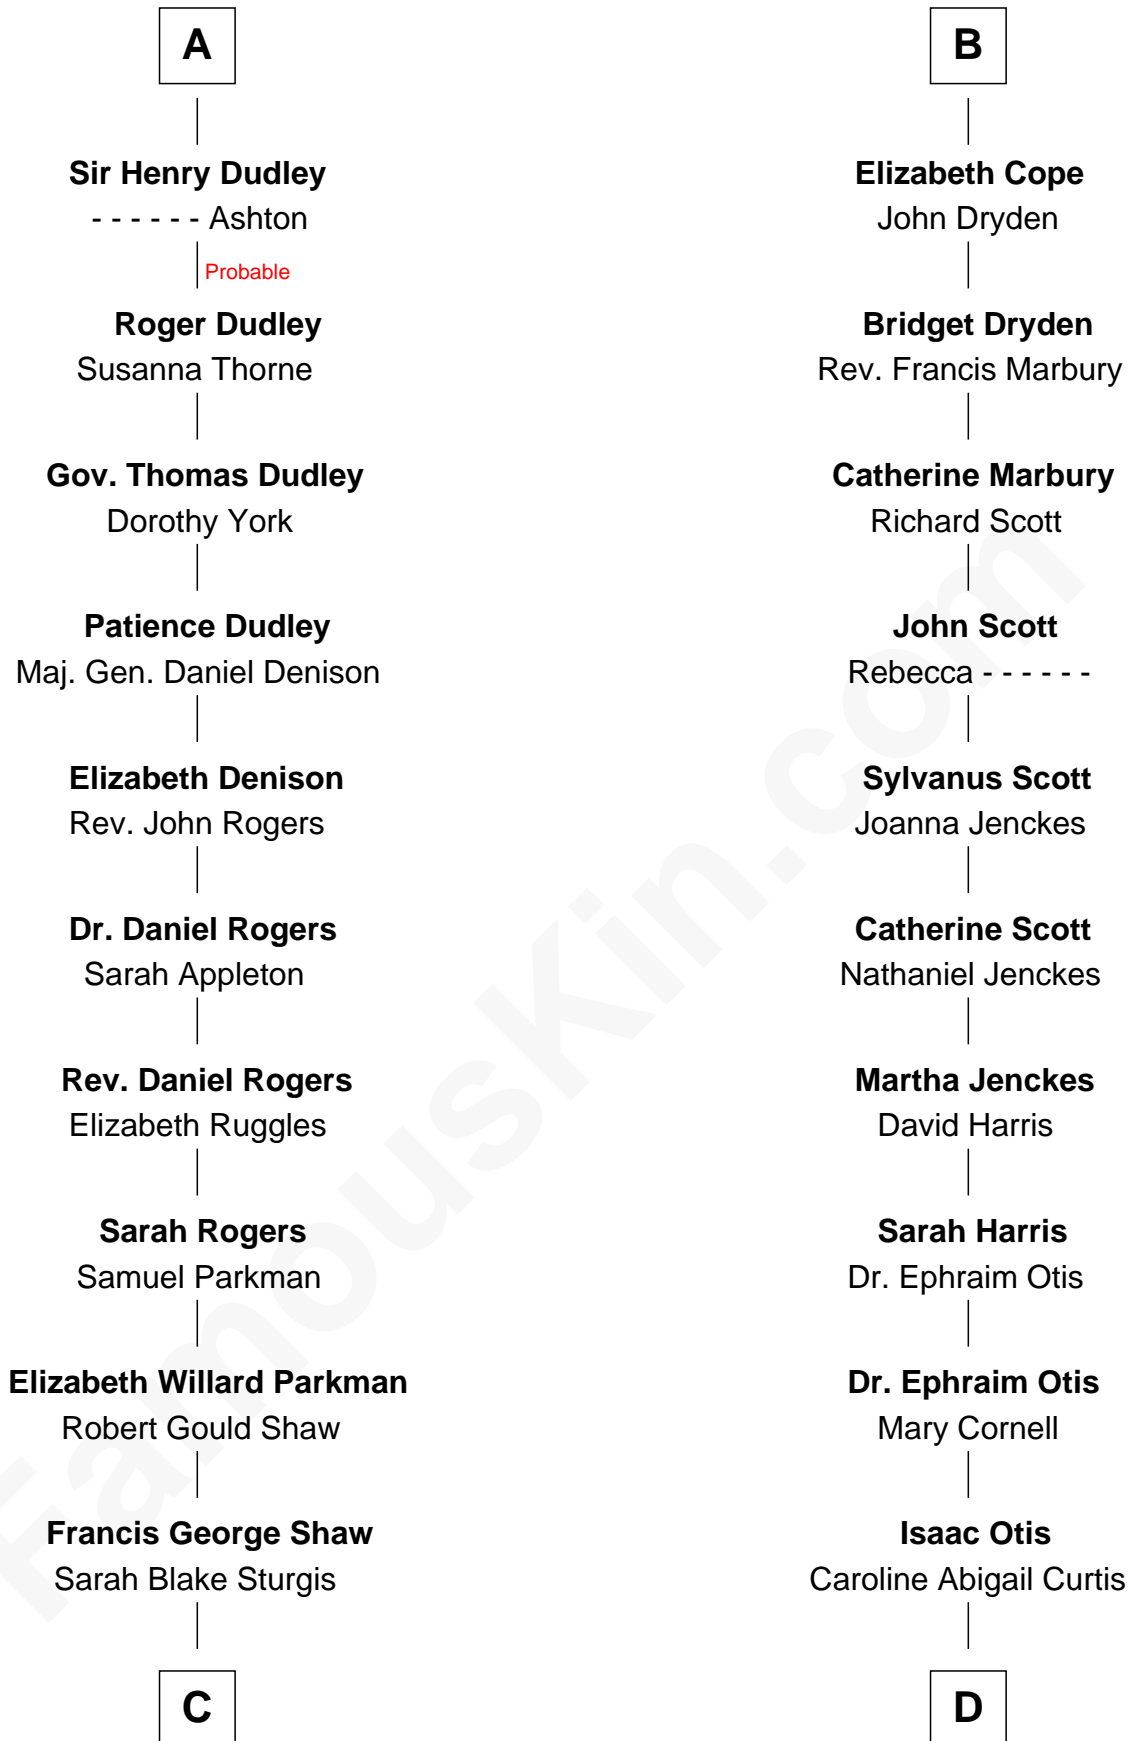 A
Sir Henry Dudley
- - - - - - Ashton
Probable
Roger Dudley
Susanna Thorne
Gov. Thomas Dudley
Dorothy York
Patience Dudley
Maj. Gen. Daniel Denison
Elizabeth Denison
Rev. John Rogers
Dr. Daniel Rogers
Sarah Appleton
Rev. Daniel Rogers
Elizabeth Ruggles
Sarah Rogers
Samuel Parkman
Elizabeth Willard Parkman
Robert Gould Shaw
Francis George Shaw
Sarah Blake Sturgis
C
B
Elizabeth Cope
John Dryden
Bridget Dryden
Rev. Francis Marbury
Catherine Marbury
Richard Scott
John Scott
Rebecca - - - - - -
Sylvanus Scott
Joanna Jenckes
Catherine Scott
Nathaniel Jenckes
Martha Jenckes
David Harris
Sarah Harris
Dr. Ephraim Otis
Dr. Ephraim Otis
Mary Cornell
Isaac Otis
Caroline Abigail Curtis
D
FamousKin.com